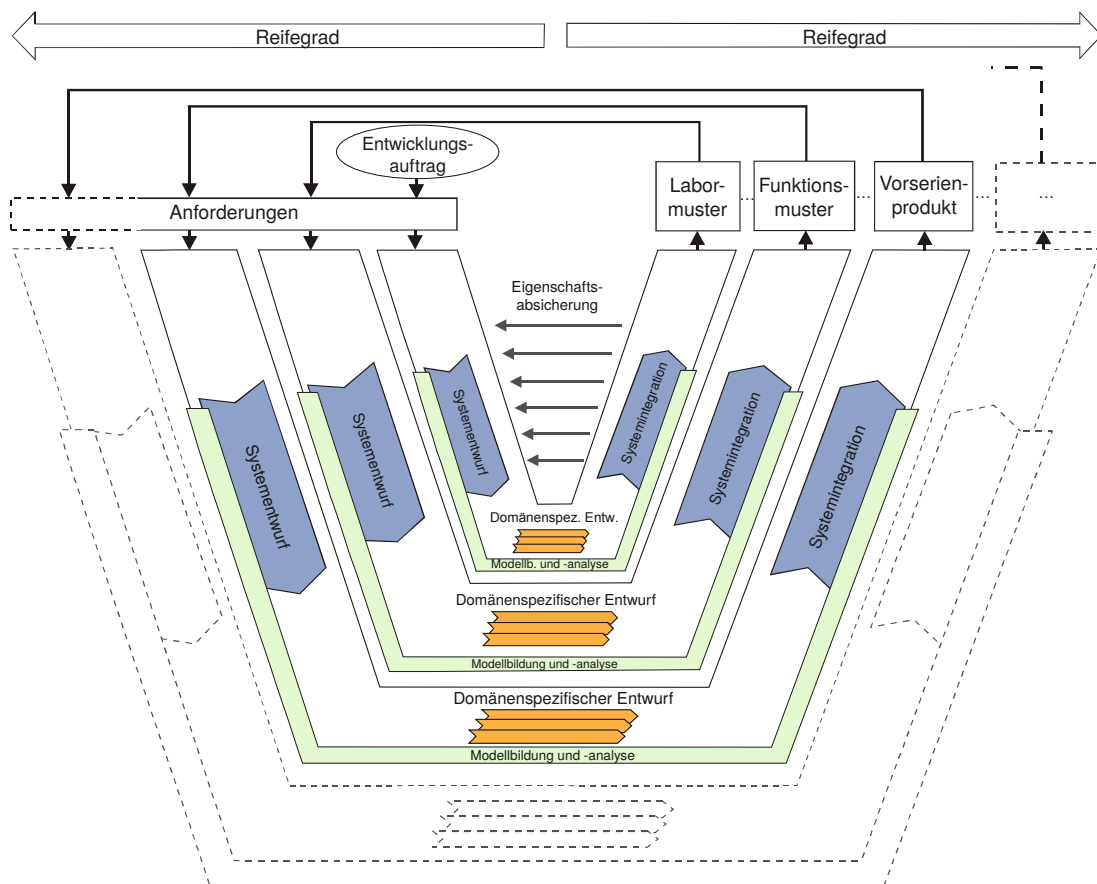 Reifegrad
Reifegrad
Entwicklungs-
auftrag
Labor-
muster
...
Funktions-
muster
...
Vorserien-
produkt
...
...
Anforderungen
Eigenschafts-
absicherung
Systementwurf
Systementwurf
Systementwurf
Systemintegration
Systemintegration
Systemintegration
Domänenspez. Entw.
Modellb. und -analyse
Domänenspezifischer Entwurf
Modellbildung und -analyse
Domänenspezifischer Entwurf
Modellbildung und -analyse